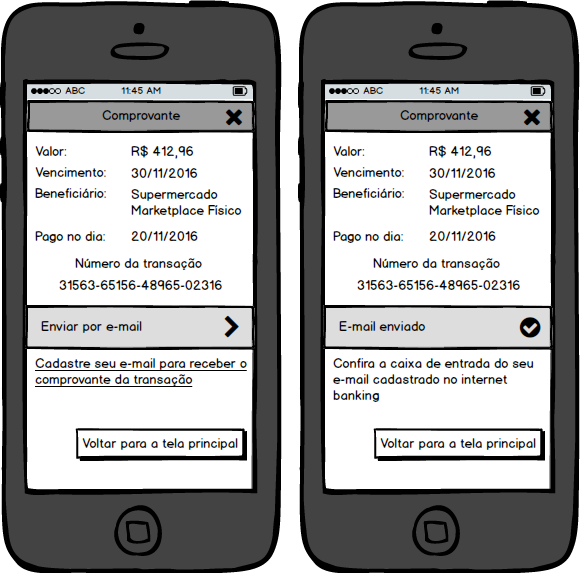 ABC 11:45 AM
Comprovante
Valor: R$ 412,96
Vencimento: 30/11/2016
Beneficiário: Supermercado
Marketplace Físico
Pago no dia: 20/11/2016
Número da transação
31563-65156-48965-02316
Enviar por e-mail
Cadastre seu e-mail para receber o
comprovante da transação
Voltar para a tela principal
ABC 11:45 AM
Comprovante
Valor: R$ 412,96
Vencimento: 30/11/2016
Beneficiário: Supermercado
Marketplace Físico
Pago no dia: 20/11/2016
Número da transação
31563-65156-48965-02316
E-mail enviado
Confira a caixa de entrada do seu
e-mail cadastrado no internet
banking
Voltar para a tela principal